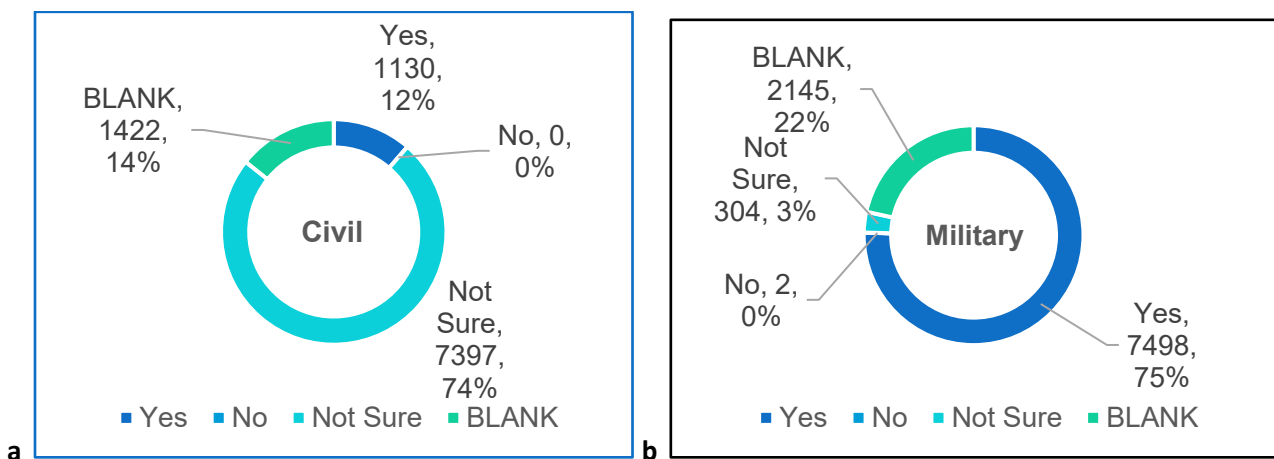 Yes,
1130,
12%
BLANK,
1422,
14%
No, 0,
0%
Civil
Not
Sure,
7397,
74%
Yes No Not Sure BLANK
a
BLANK,
2145,
22%
Not
Sure,
304, 3%
Military
No, 2,
0%
Yes,
7498,
75%
Yes No Not Sure BLANK
b